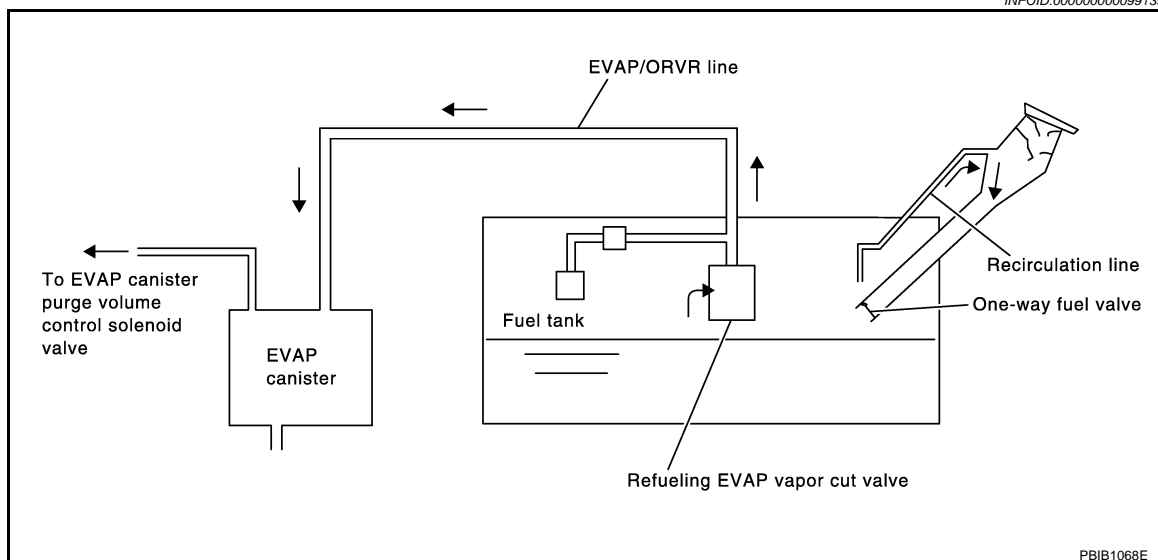 EVAP/ORVR line
To EVAP canister
purge volume
control solenoid
valve
Recirculation line
One-way fuel valve
Fuel tank
EVAP
canister
Refueling EVAP vapor cut valve
PBIB1068E